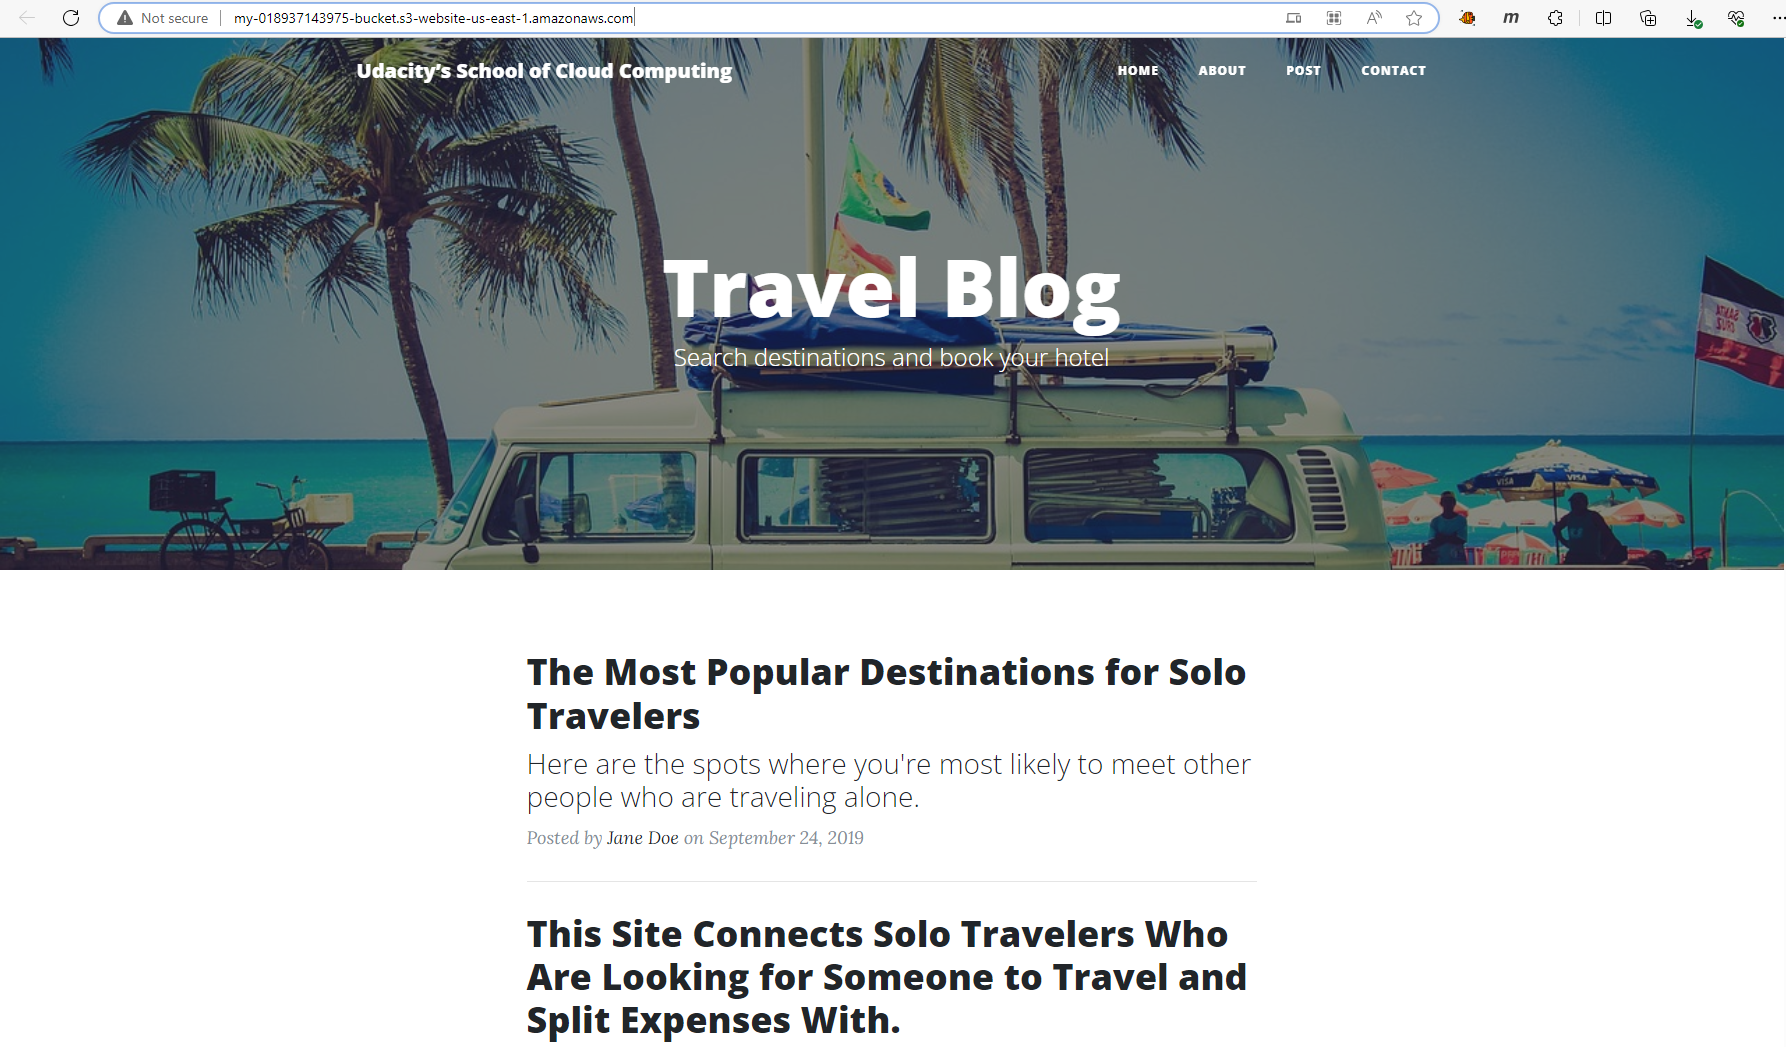 Not secure
my-018937143975-bucket.s3-website-us-east-1.amazonaws.com
Udacity’s School of Cloud Computing
HOME ABOUT POST CONTACT
Travel Blog
Search destinations and book your hotel
SANTA
CRUZ
VISA
VISA
The Most Popular Destinations for Solo
Travelers
Here are the spots where you're most likely to meet other
people who are traveling alone.
Posted by Jane Doe on September 24, 2019
This Site Connects Solo Travelers Who
Are Looking for Someone to Travel and
Split Expenses With.